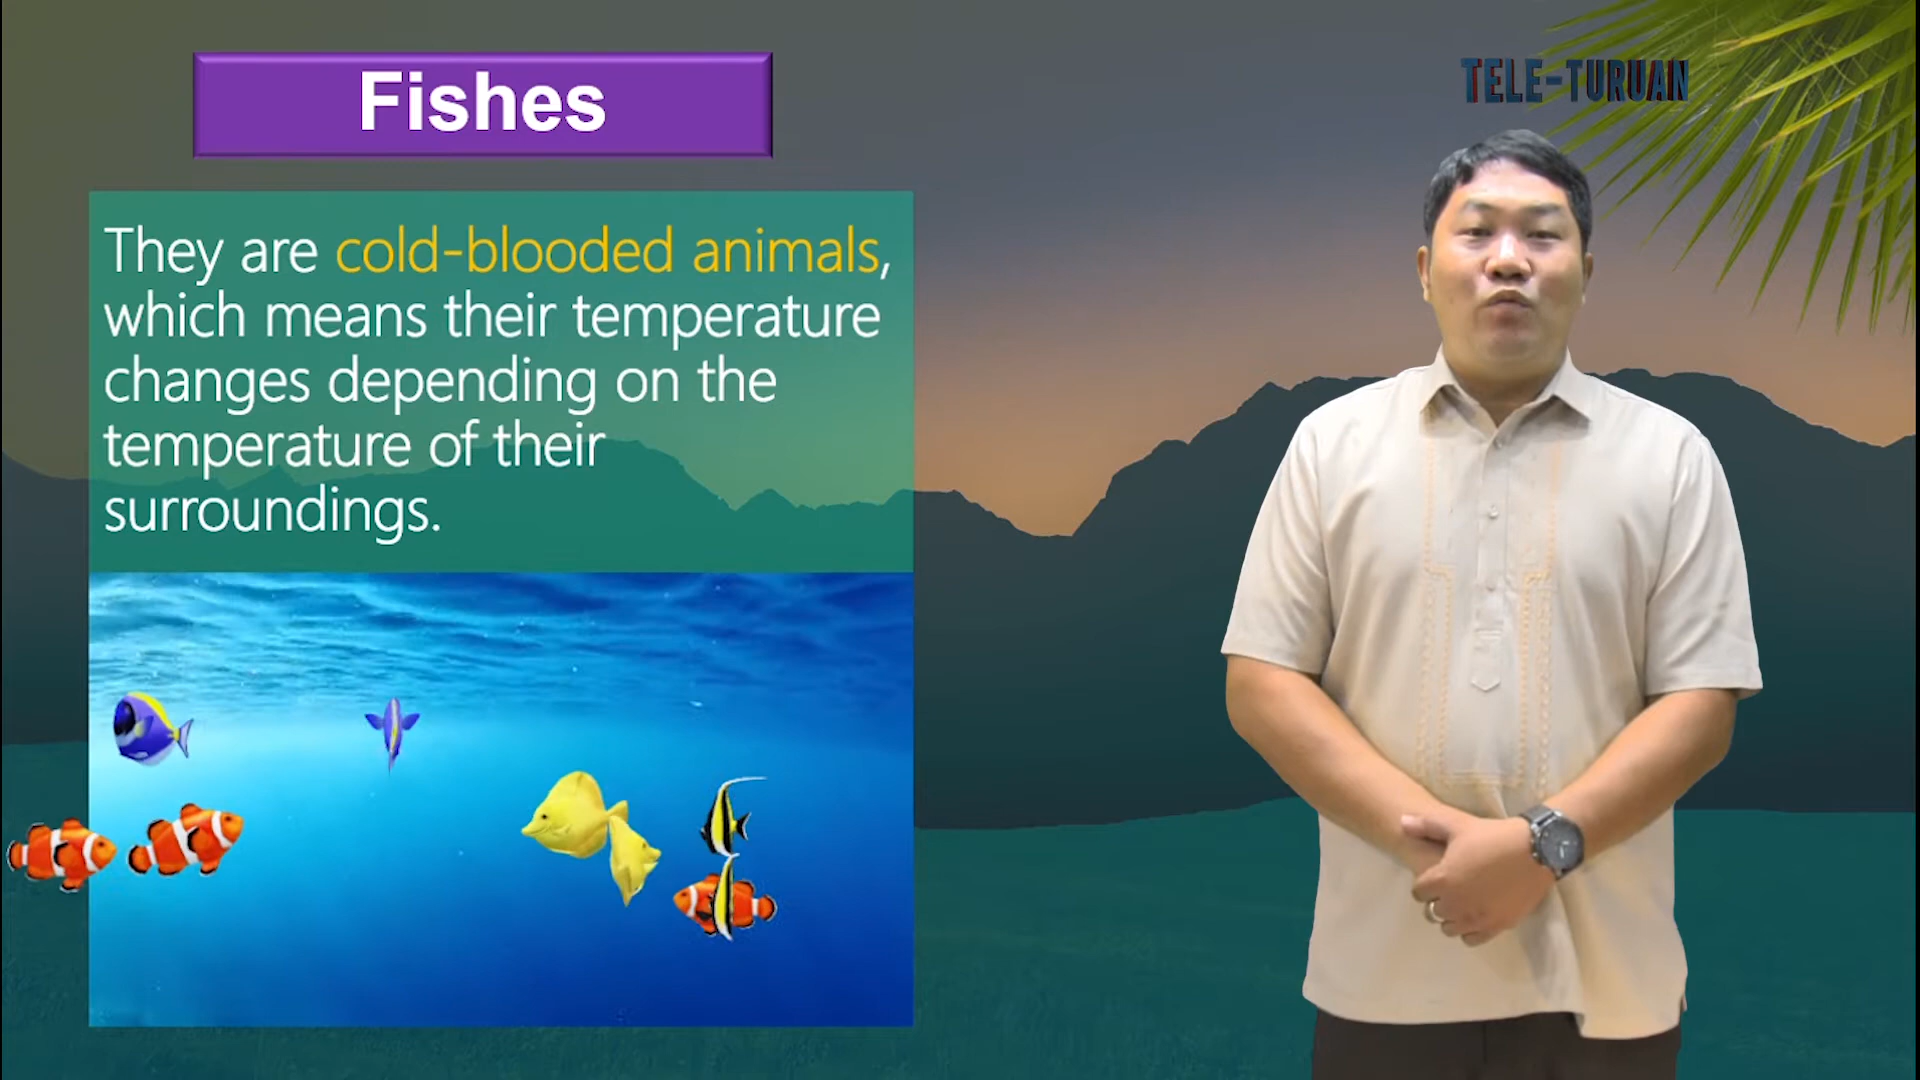 Fishes
TELE-TURUAN
They are cold-blooded animals,
which means their temperature
changes depending on the
temperature of their
surroundings.